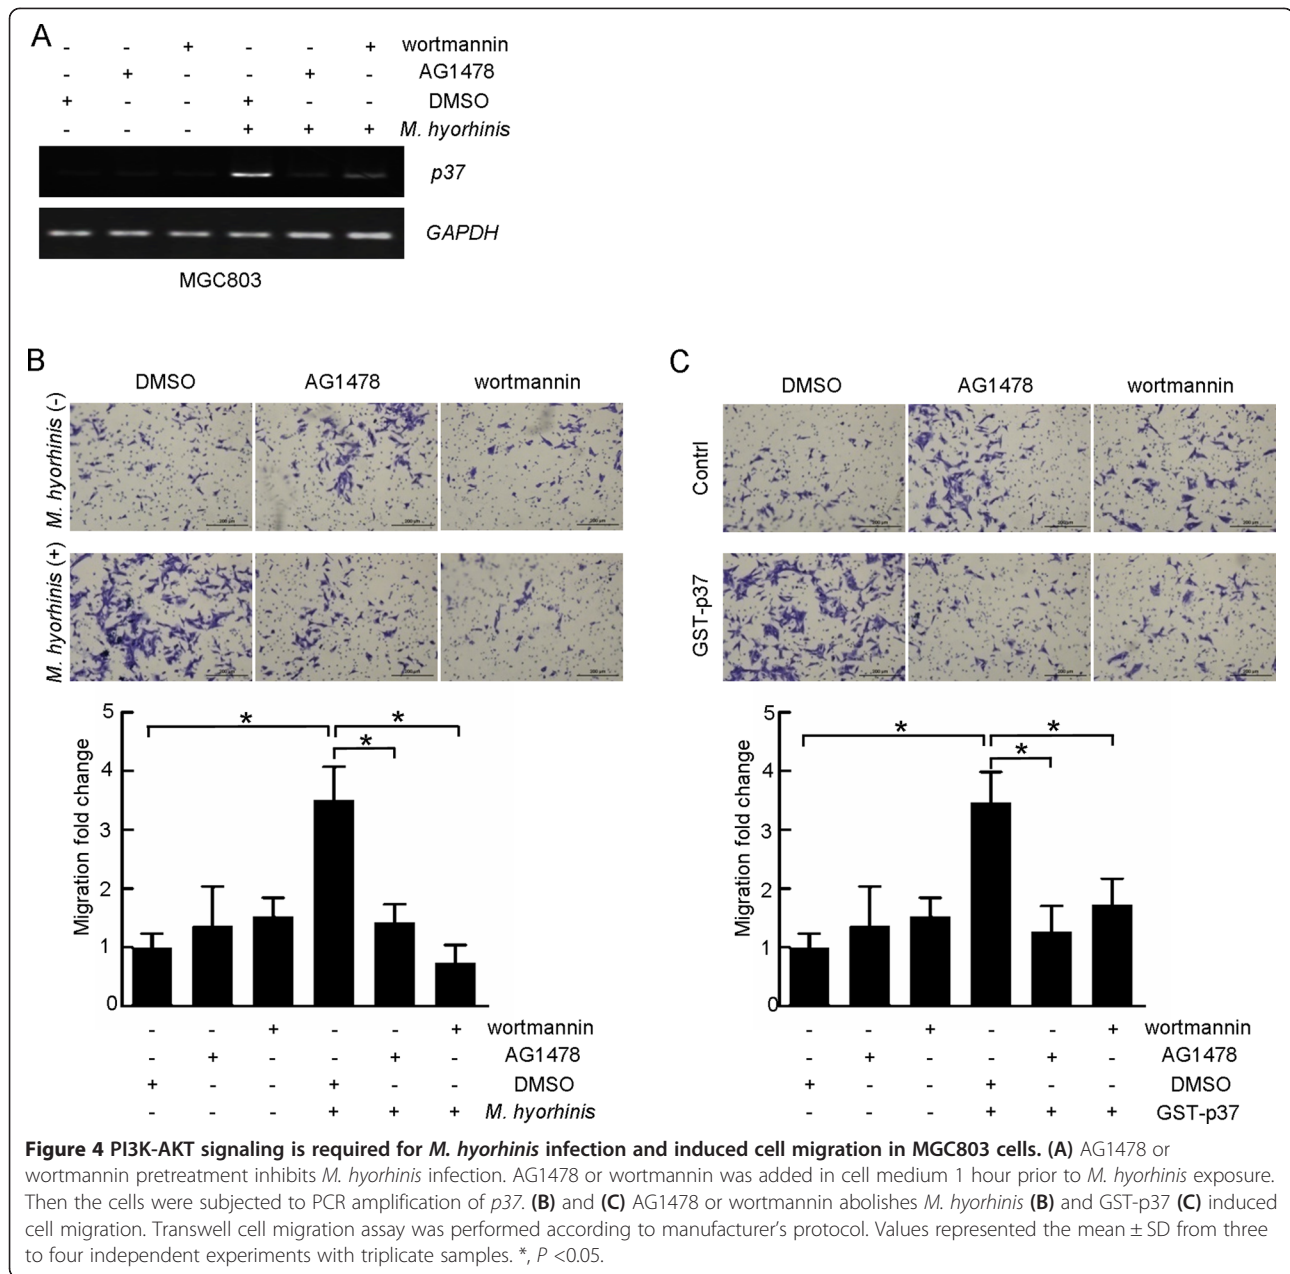 A
- - + - - + wortmannin
- + - - + - AG1478
+ - - + - - DMSO
- - - + + + M. hyorhinis
p37
GAPDH
MGC803
B
DMSO AG1478 wortmannin
M. hyorhinis (-)
M. hyorhinis (+)
5
4
3
2
1
0
Migration fold change
* * *
- - + - - + wortmannin
- + - - + - AG1478
+ - - + - - DMSO
- - - + + + M. hyorhinis
C
DMSO AG1478 wortmannin
Contrl
GST-p37
5
4
3
2
1
0
Migration fold change
* * *
- - + - - + wortmannin
- + - - + - AG1478
+ - - + - - DMSO
- - - + + + GST-p37
Figure 4 PI3K-AKT signaling is required for M. hyorhinis infection and induced cell migration in MGC803 cells. (A) AG1478 or
wortmannin pretreatment inhibits M. hyorhinis infection. AG1478 or wortmannin was added in cell medium 1 hour prior to M. hyorhinis exposure.
Then the cells were subjected to PCR amplification of p37. (B) and (C) AG1478 or wortmannin abolishes M. hyorhinis (B) and GST-p37 (C) induced
cell migration. Transwell cell migration assay was performed according to manufacturer's protocol. Values represented the mean ± SD from three
to four independent experiments with triplicate samples. *, P <0.05.